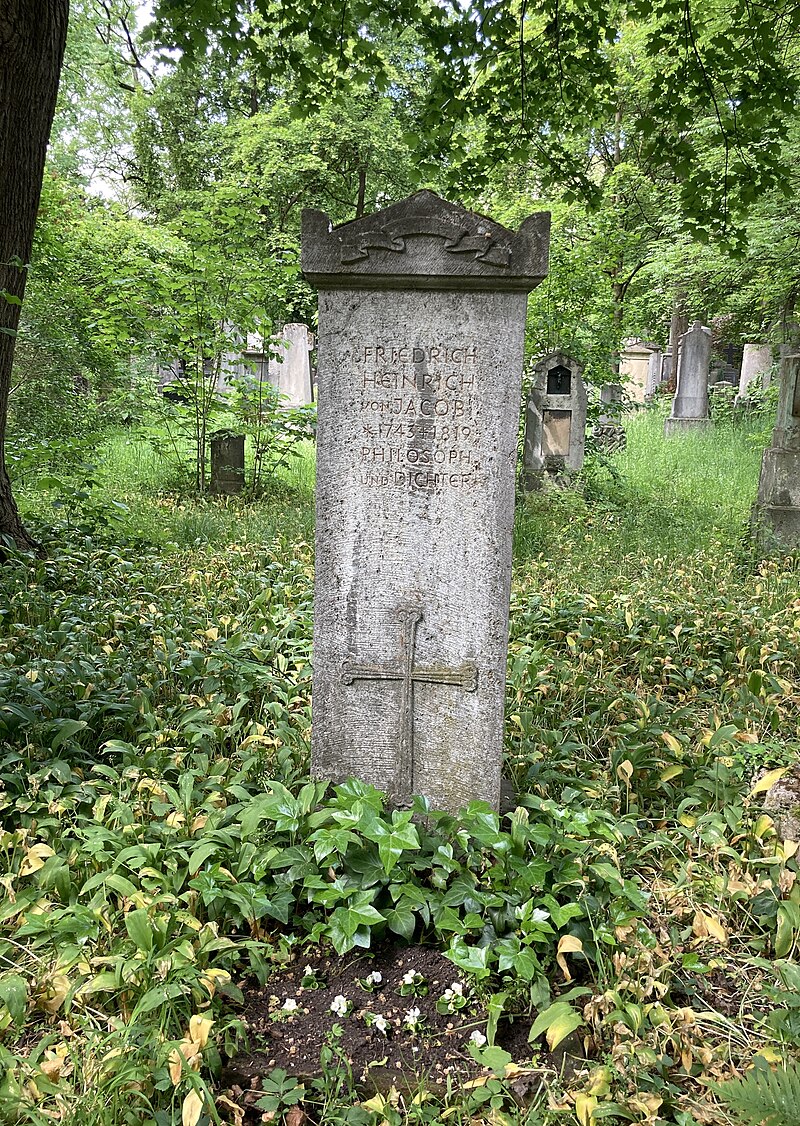 FRIEDRICH
HEINRICH
VON JACOBI
*1743 †1819
PHILOSOPH
UND DICHTER